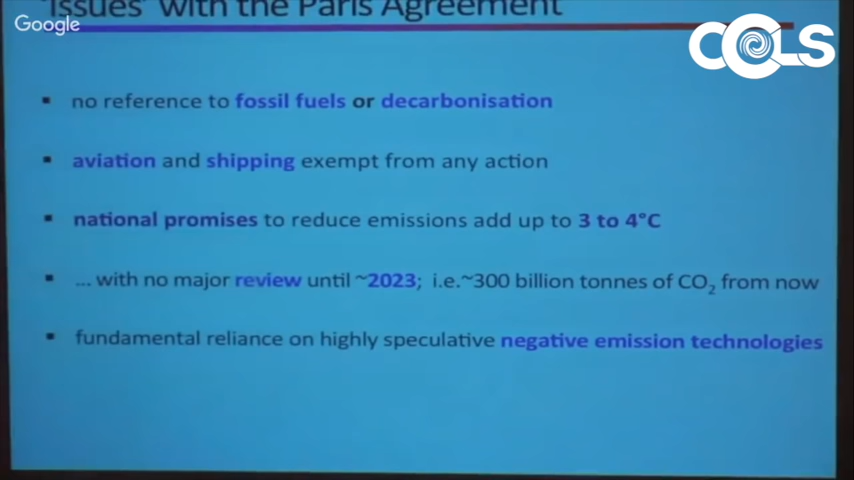 'Issues' with the Paris Agreement
Google
CCLS
▪ no reference to fossil fuels or decarbonisation
▪ aviation and shipping exempt from any action
▪ national promises to reduce emissions add up to 3 to 4°C
▪ ... with no major review until ~2023; i.e.~300 billion tonnes of CO₂ from now
▪ fundamental reliance on highly speculative negative emission technologies